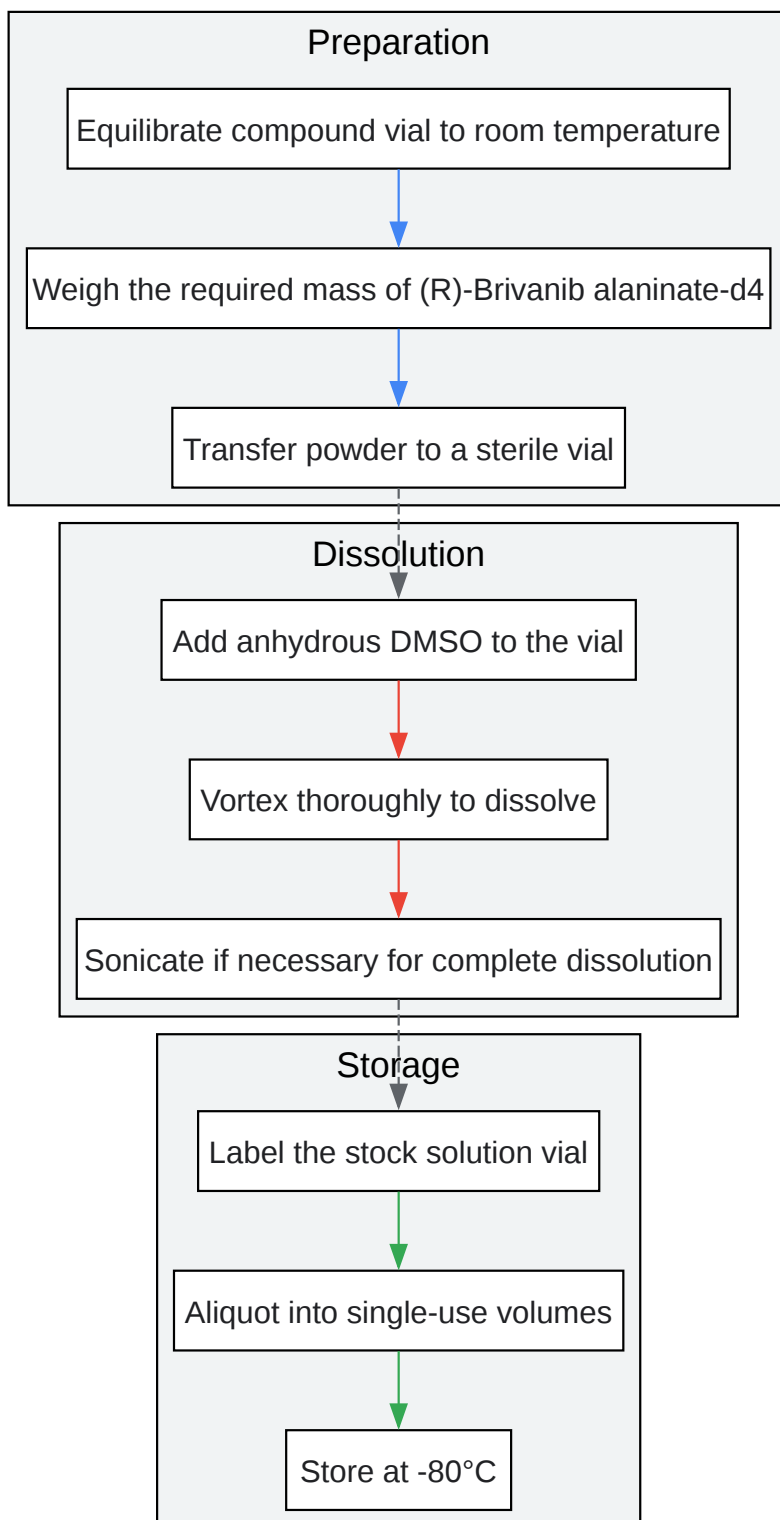 Preparation
Equilibrate compound vial to room temperature
Weigh the required mass of (R)-Brivanib alaninate-d4
Transfer powder to a sterile vial
Dissolution
Add anhydrous DMSO to the vial
Vortex thoroughly to dissolve
Sonicate if necessary for complete dissolution
Storage
Label the stock solution vial
Aliquot into single-use volumes
Store at -80°C